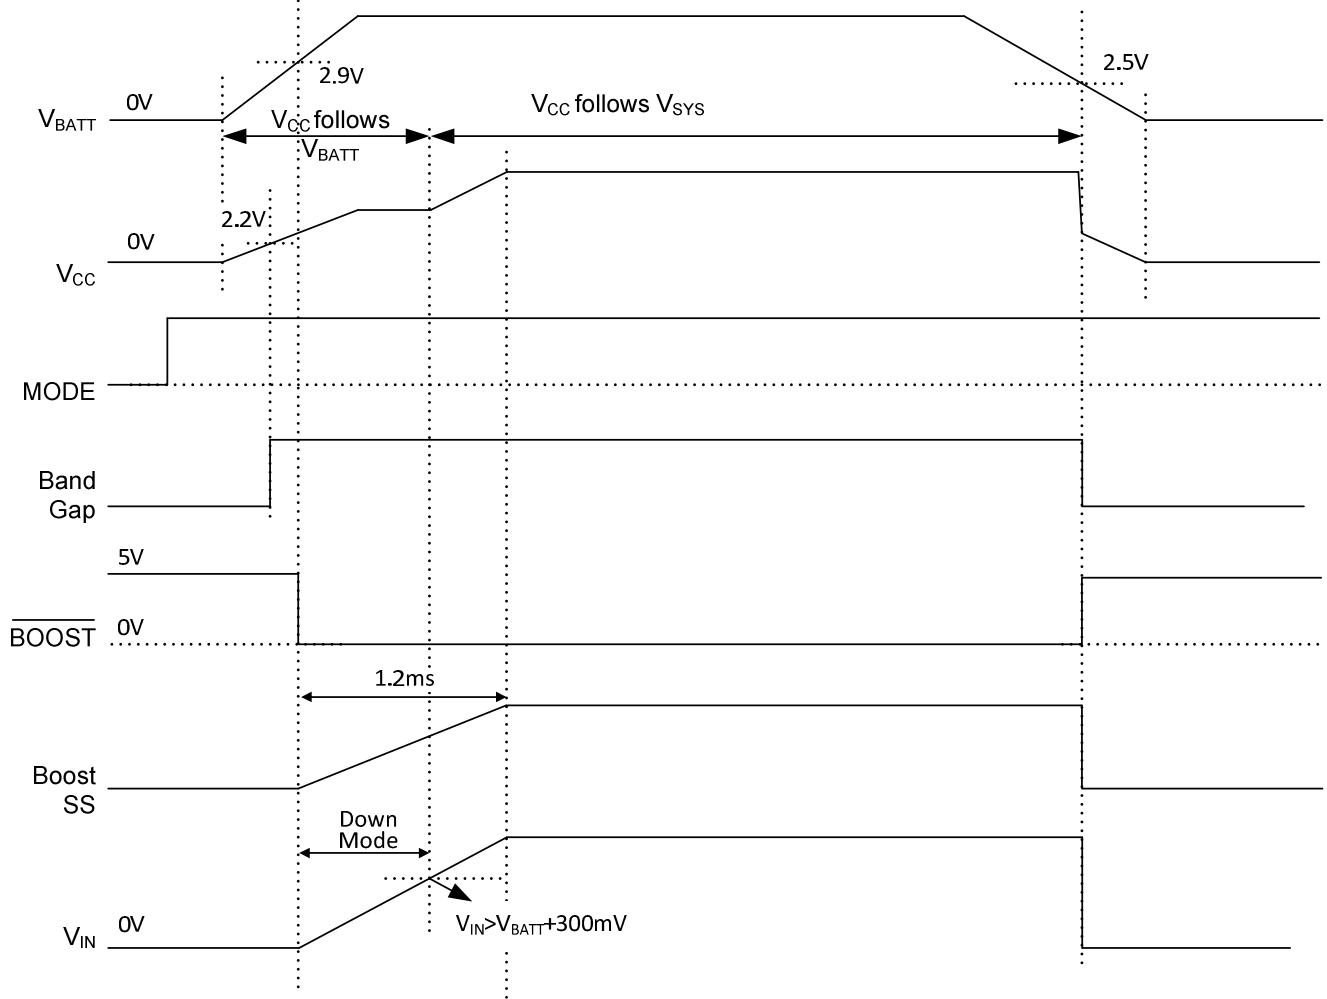 2.5V
2.9V
0V
VBATT
VCC follows VSYS
VCC follows
VBATT
2.2V
0V
VCC
MODE
Band
Gap
5V
BOOST
0V
1.2ms
Boost
SS
Down
Mode
0V
VIN
VIN>VBATT+300mV